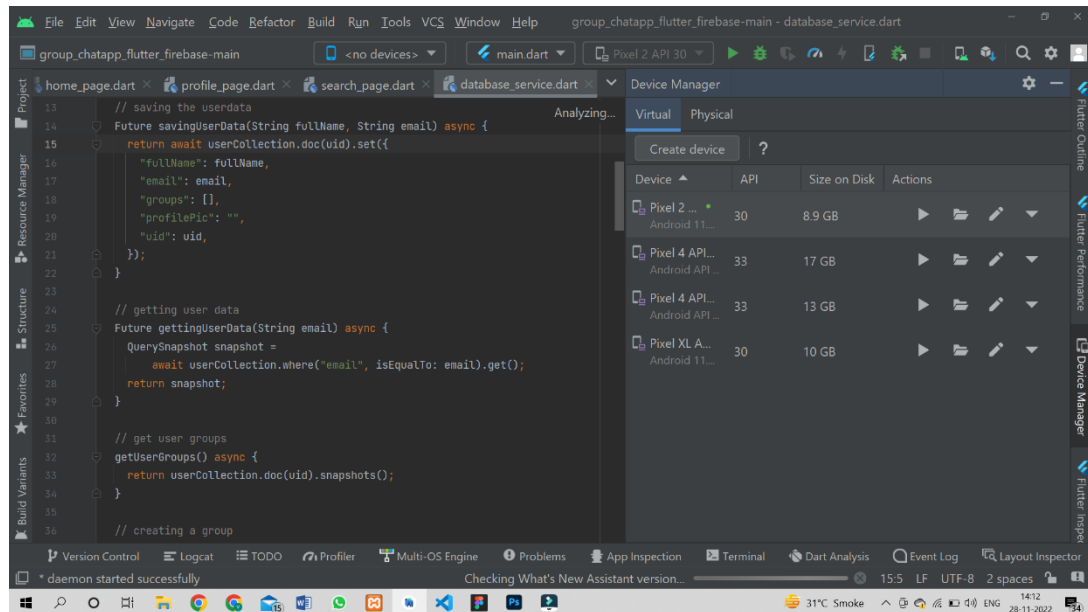 File Edit View Navigate Code Refactor Build Run Tools VCS Window Help group_chatapp_flutter_firebase-main - database_service.dart
group_chatapp_flutter_firebase-main <no devices> main.dart Pixel 2 API 30
home_page.dart profile_page.dart search_page.dart database_service.dart
Analyzing...
13 // saving the userdata
14 Future savingUserData(String fullName, String email) async {
15 return await userCollection.doc(uid).set({
16 "fullName": fullName,
17 "email": email,
18 "groups": [],
19 "profilePic": "",
20 "uid": uid,
21 });
22 }
23
24 // getting user data
25 Future gettingUserData(String email) async {
26 QuerySnapshot snapshot =
27 await userCollection.where("email", isEqualTo: email).get();
28 return snapshot;
29 }
30
31 // get user groups
32 getUserGroups() async {
33 return userCollection.doc(uid).snapshots();
34 }
35
36 // creating a group
Device Manager
Virtual Physical
Create device ?
Device API Size on Disk Actions
Pixel 2 ... 30 8.9 GB
Android 11...
Pixel 4 API... 33 17 GB
Android API ...
Pixel 4 API... 33 13 GB
Android API ...
Pixel XL A... 30 10 GB
Android 11...
Project
Resource Manager
Structure
Favorites
Build Variants
Flutter Outline
Flutter Performance
Device Manager
Flutter Inspec
Version Control Logcat TODO Profiler Multi-OS Engine Problems App Inspection Terminal Dart Analysis Event Log Layout Inspector
* daemon started successfully Checking What's New Assistant version... 15:5 LF UTF-8 2 spaces
31°C Smoke ENG 14:12
28-11-2022